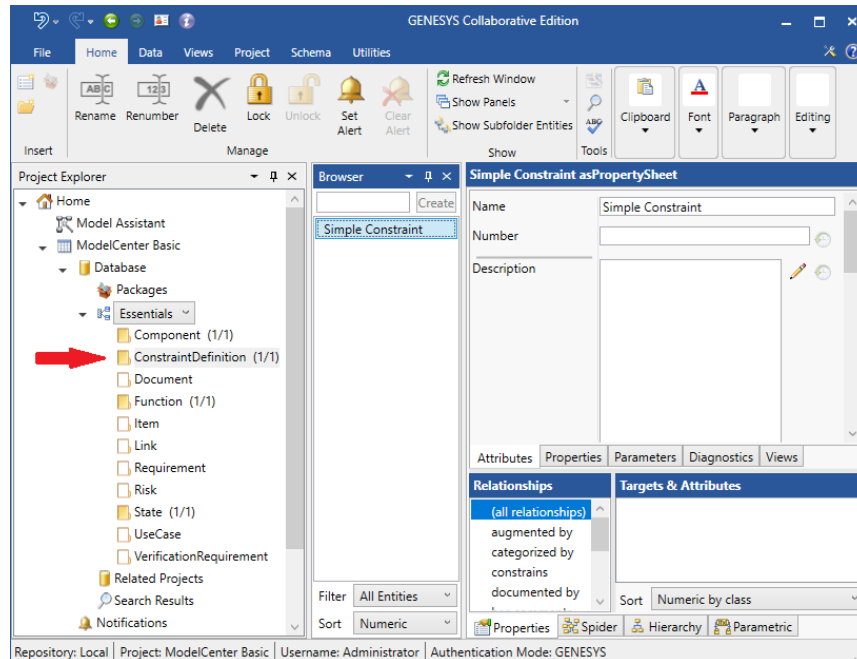 GENESYS Collaborative Edition
File Home Data Views Project Schema Utilities
Insert
Rename Renumber Delete Lock Unlock Set Alert Clear Alert
Manage
Refresh Window
Show Panels
Show Subfolder Entities
Show
ABC
Tools
Clipboard Font Paragraph Editing
Project Explorer
Home
Model Assistant
ModelCenter Basic
Database
Packages
Essentials
Component (1/1)
ConstraintDefinition (1/1)
Document
Function (1/1)
Item
Link
Requirement
Risk
State (1/1)
UseCase
VerificationRequirement
Related Projects
Search Results
Notifications
Browser
Create
Simple Constraint
Filter All Entities
Sort Numeric
Simple Constraint asPropertySheet
Name Simple Constraint
Number
Description
Attributes Properties Parameters Diagnostics Views
Relationships
(all relationships)
augmented by
categorized by
constrains
documented by
Targets & Attributes
Sort Numeric by class
Properties Spider Hierarchy Parametric
Repository: Local Project: ModelCenter Basic Username: Administrator Authentication Mode: GENESYS